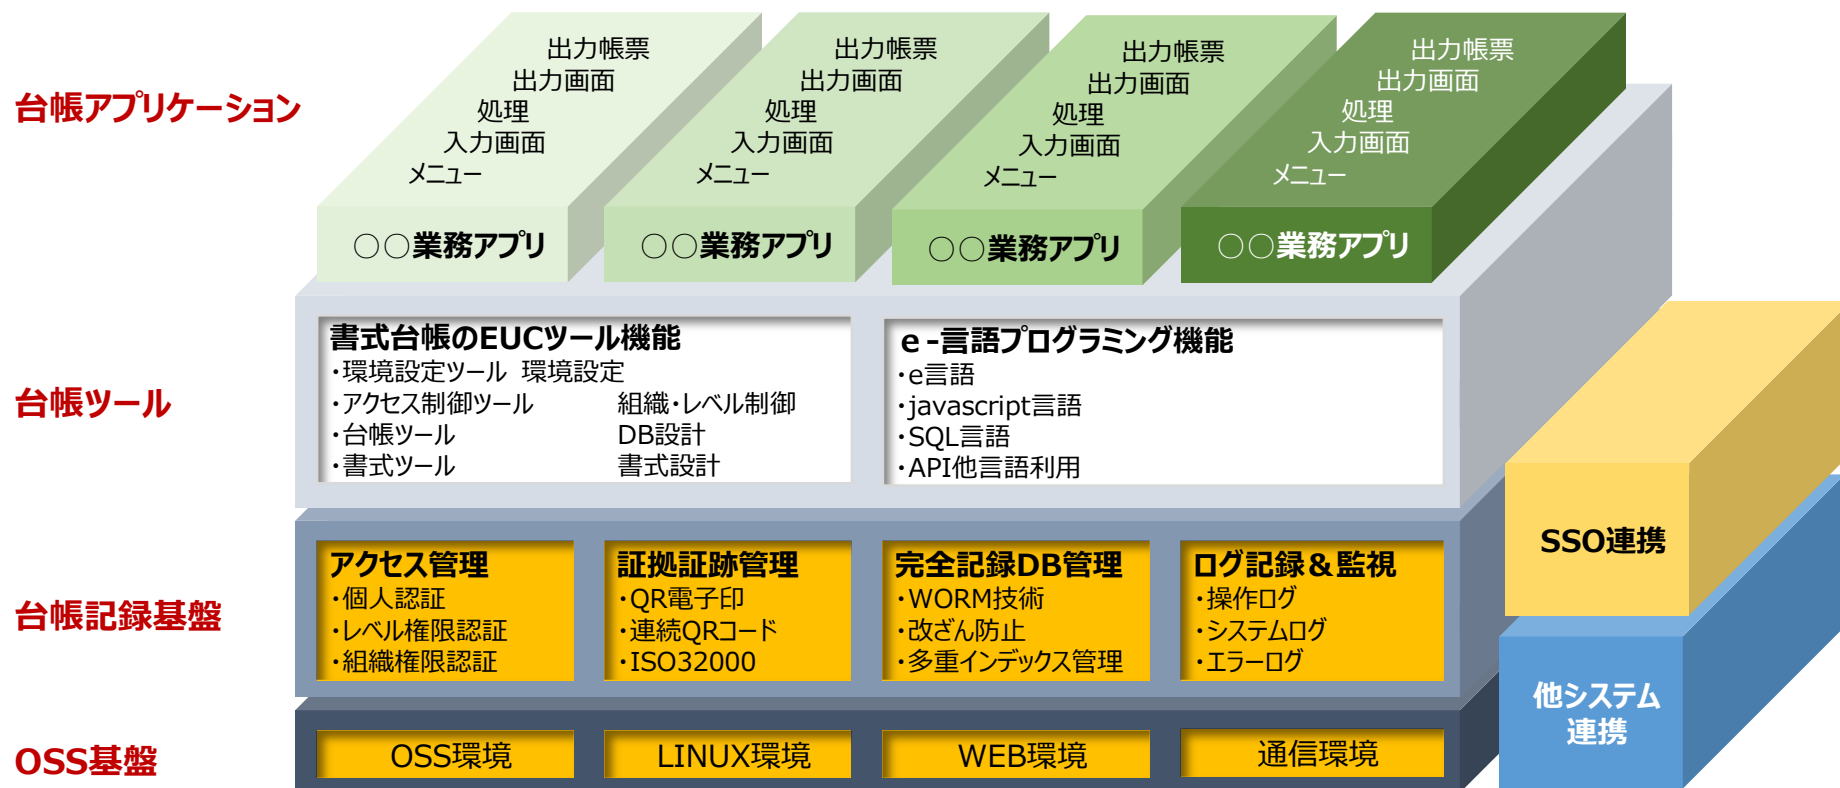 台帳アプリケーション
出力帳票
出力画面
処理
入力画面
メニュー
○○業務アプリ
出力帳票
出力画面
処理
入力画面
メニュー
○○業務アプリ
出力帳票
出力画面
処理
入力画面
メニュー
○○業務アプリ
出力帳票
出力画面
処理
入力画面
メニュー
○○業務アプリ
台帳ツール
書式台帳のEUCツール機能
・環境設定ツール 環境設定
・アクセス制御ツール 組織・レベル制御
・台帳ツール DB設計
・書式ツール 書式設計
e-言語プログラミング機能
・e言語
・javascript言語
・SQL言語
・API他言語利用
台帳記録基盤
アクセス管理
・個人認証
・レベル権限認証
・組織権限認証
証拠証跡管理
・QR電子印
・連続QRコード
・ISO32000
完全記録DB管理
・WORM技術
・改ざん防止
・多重インデックス管理
ログ記録&監視
・操作ログ
・システムログ
・エラーログ
SSO連携
他システム
連携
OSS基盤
OSS環境
LINUX環境
WEB環境
通信環境